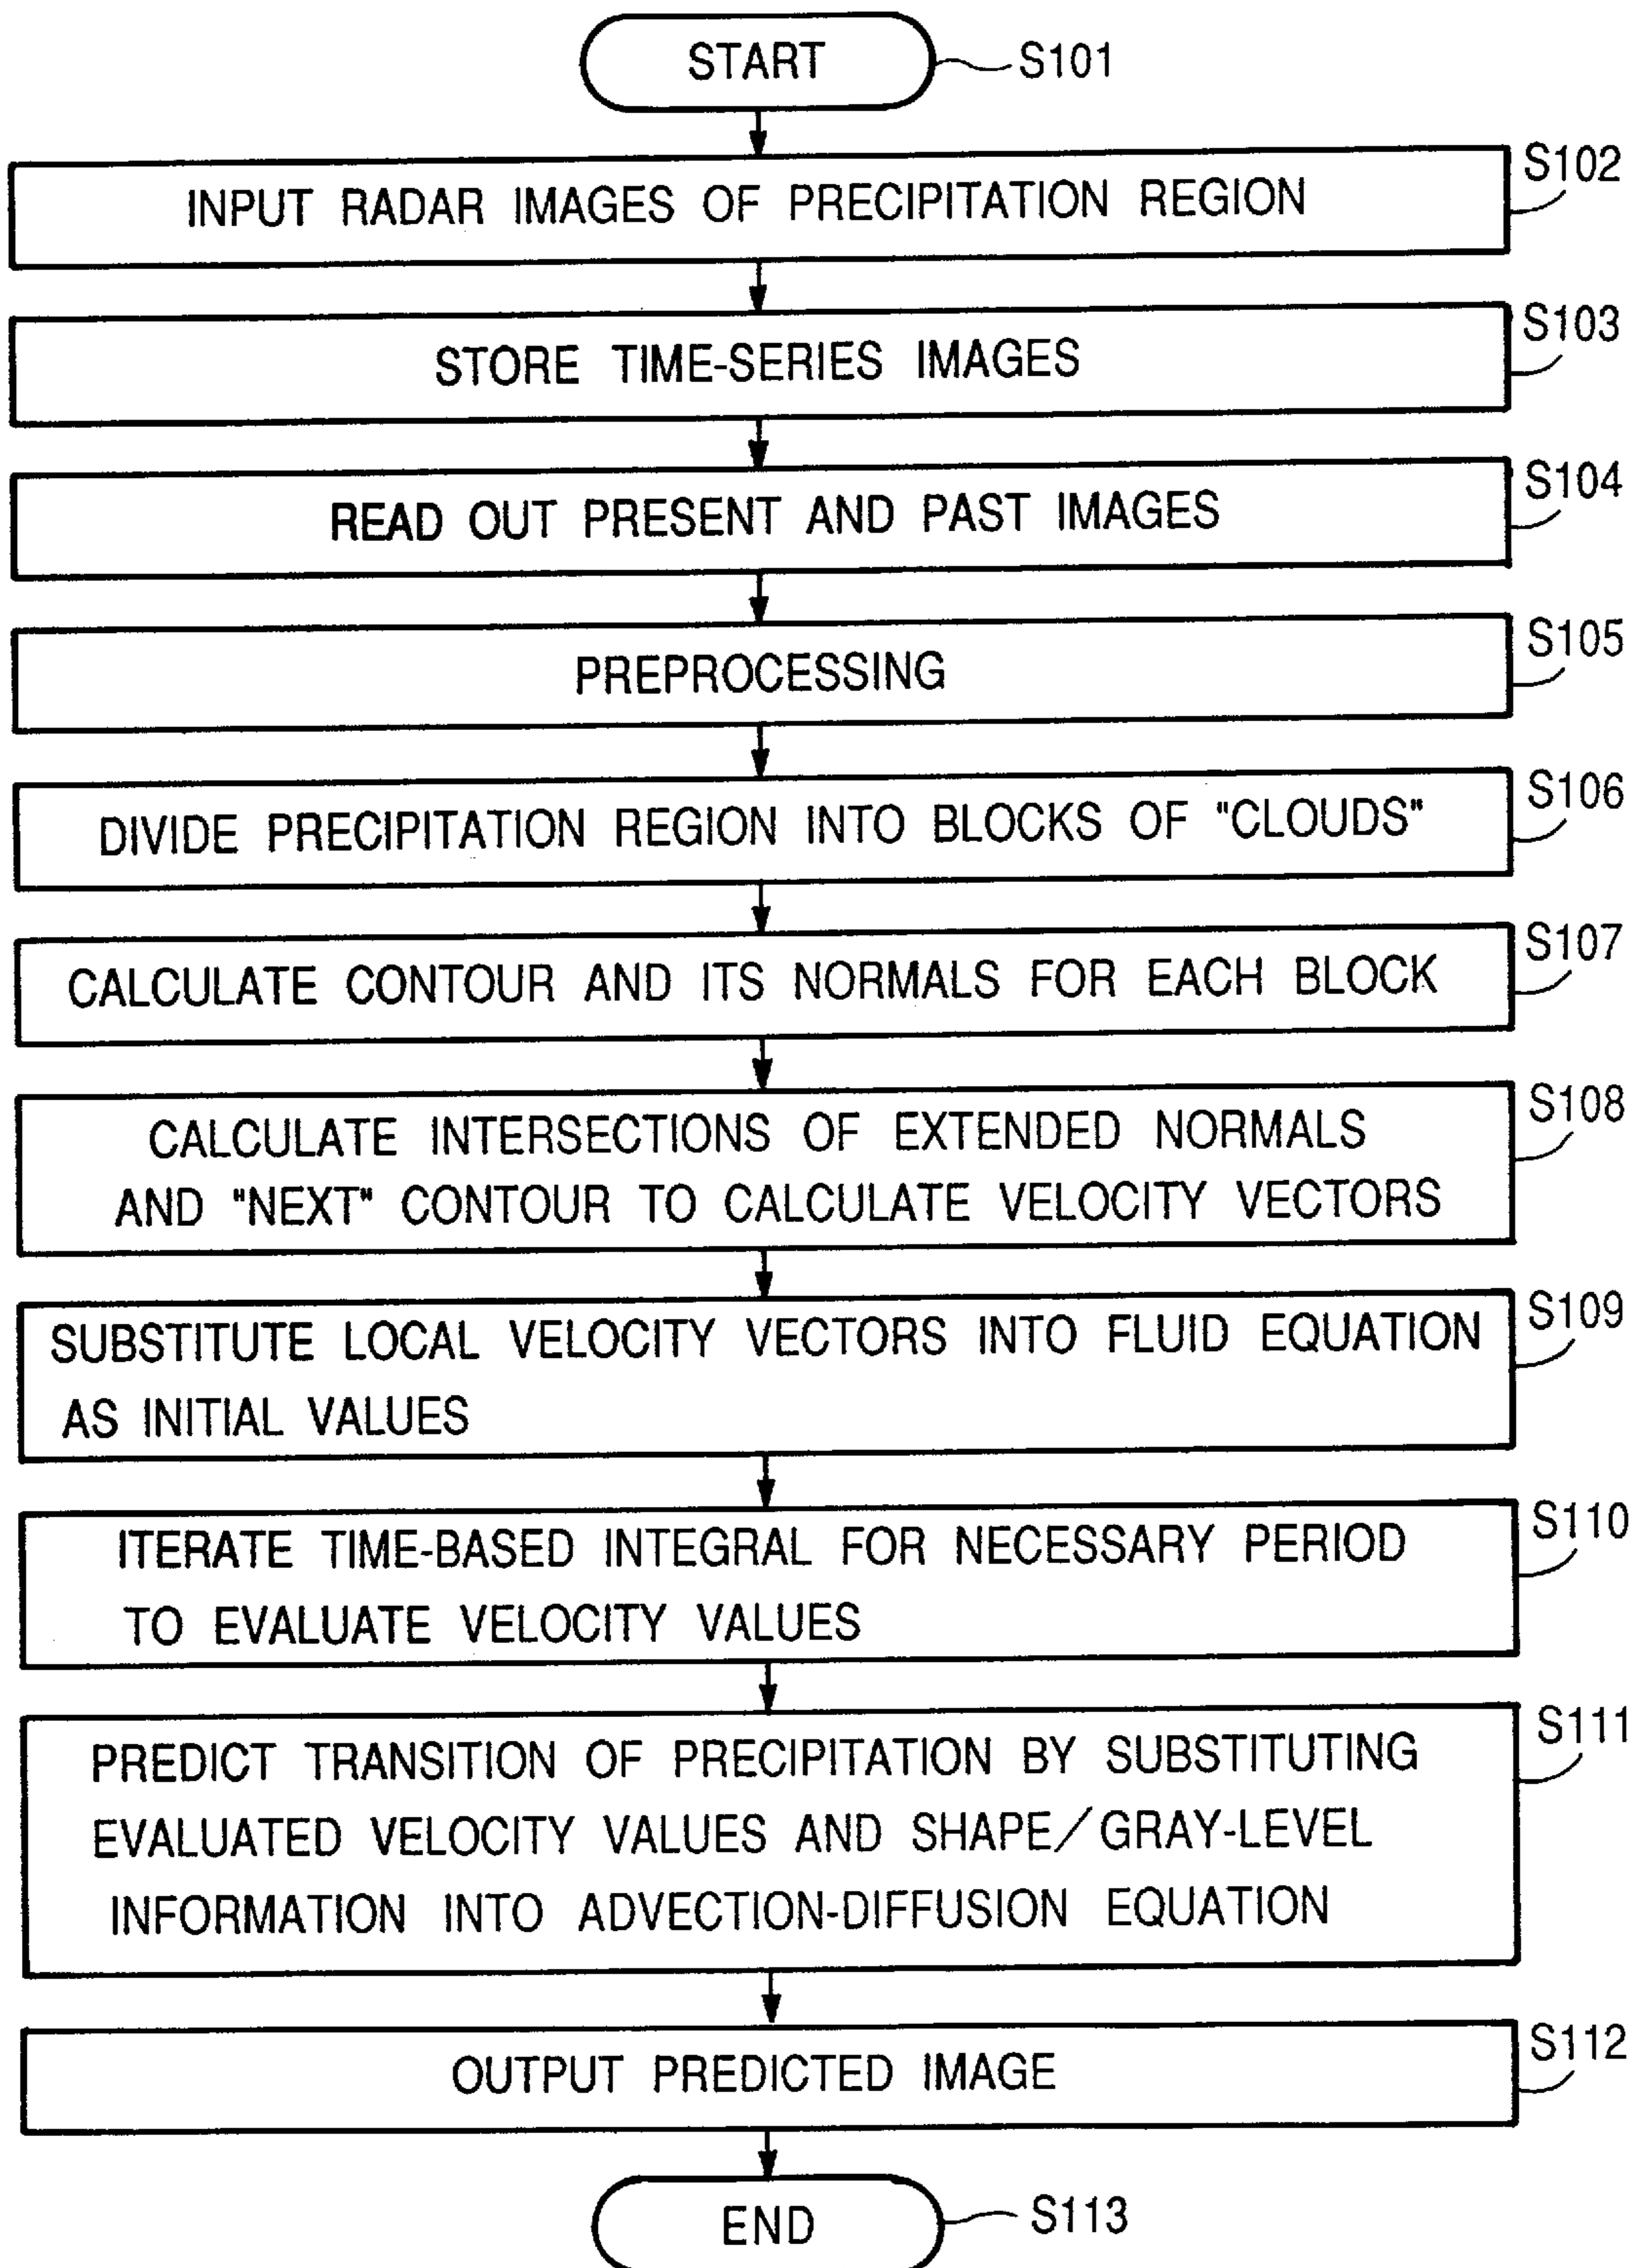 START
S101
S102
INPUT RADAR IMAGES OF PRECIPITATION REGION
S103
STORE TIME-SERIES IMAGES
S104
READ OUT PRESENT AND PAST IMAGES
S105
PREPROCESSING
S106
DIVIDE PRECIPITATION REGION INTO BLOCKS OF "CLOUDS"
S107
CALCULATE CONTOUR AND ITS NORMALS FOR EACH BLOCK
S108
CALCULATE INTERSECTIONS OF EXTENDED NORMALS
AND "NEXT" CONTOUR TO CALCULATE VELOCITY VECTORS
S109
SUBSTITUTE LOCAL VELOCITY VECTORS INTO FLUID EQUATION
AS INITIAL VALUES
S110
ITERATE TIME-BASED INTEGRAL FOR NECESSARY PERIOD
TO EVALUATE VELOCITY VALUES
S111
PREDICT TRANSITION OF PRECIPITATION BY SUBSTITUTING
EVALUATED VELOCITY VALUES AND SHAPE/GRAY-LEVEL
INFORMATION INTO ADVECTION-DIFFUSION EQUATION
S112
OUTPUT PREDICTED IMAGE
END
S113